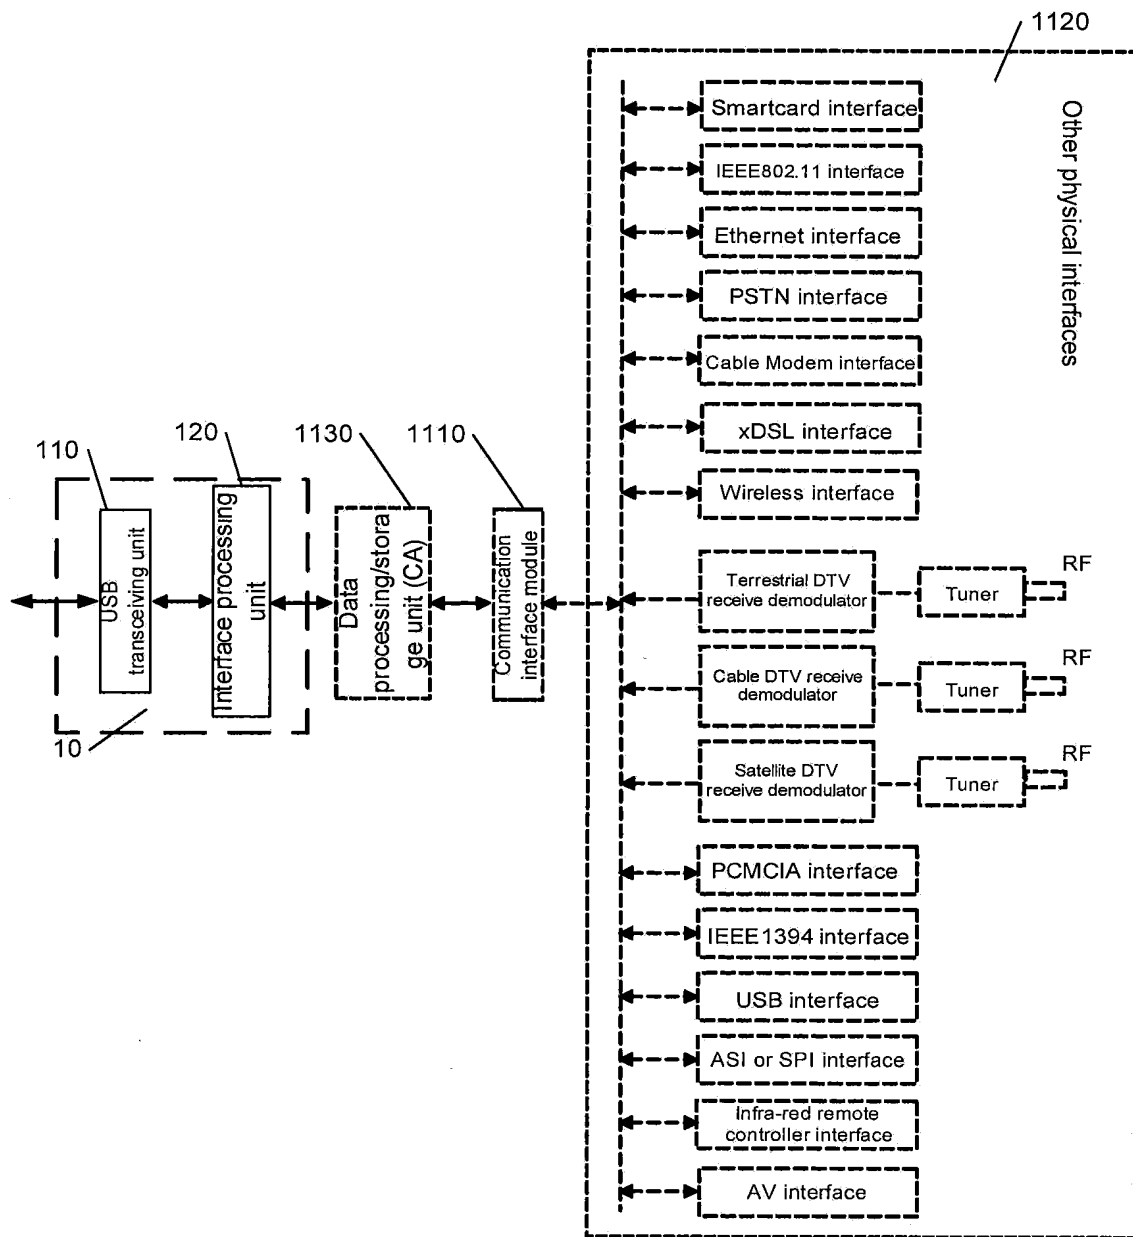 1120
Other physical interfaces
Smartcard interface
IEEE802.11 interface
Ethernet interface
PSTN interface
Cable Modem interface
xDSL interface
Wireless interface
110
120
1130
1110
USB
transceiving unit
Interface processing
unit
Data
processing/stora
ge unit (CA)
Communication
interface module
10
Terrestrial DTV
receive demodulator
Tuner
RF
Cable DTV receive
demodulator
Tuner
RF
Satellite DTV
receive demodulator
Tuner
RF
PCMCIA interface
IEEE1394 interface
USB interface
ASI or SPI interface
Infra-red remote
controller interface
AV interface